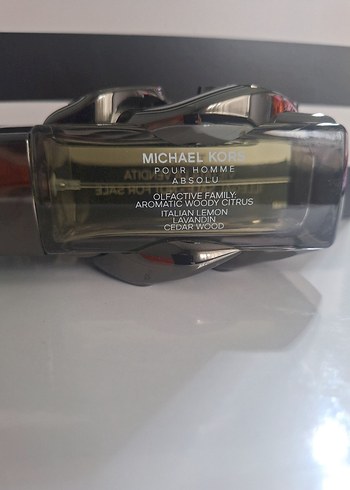 MICHAEL KORS
POUR HOMME
ABSOLU
OLFACTIVE FAMILY:
AROMATIC WOODY CITRUS
ITALIAN LEMON
LAVANDIN
CEDAR WOOD